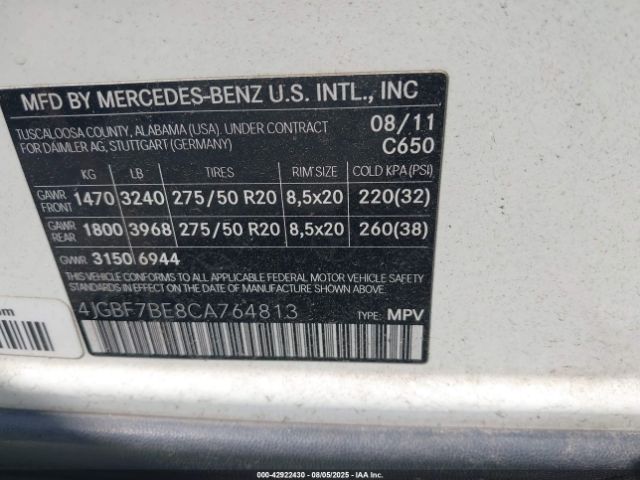 MFD BY MERCEDES-BENZ U.S. INTL., INC
TUSCALOOSA COUNTY, ALABAMA (USA). UNDER CONTRACT 08/11
FOR DAIMLER AG, STUTTGART (GERMANY) C650
KG LB TIRES RIM SIZE COLD KPA (PSI)
GAWR FRONT 1470 3240 275/50 R20 8,5x20 220(32)
GAWR REAR 1800 3968 275/50 R20 8,5x20 260(38)
GVWR 3150 6944
THIS VEHICLE CONFORMS TO ALL APPLICABLE FEDERAL MOTOR VEHICLE SAFETY
STANDARDS IN EFFECT ON THE DATE OF MANUFACTURE SHOWN ABOVE
4JGBF7BE8CA764813 TYPE: MPV
000-42922430 - 08/05/2025 - IAA Inc.